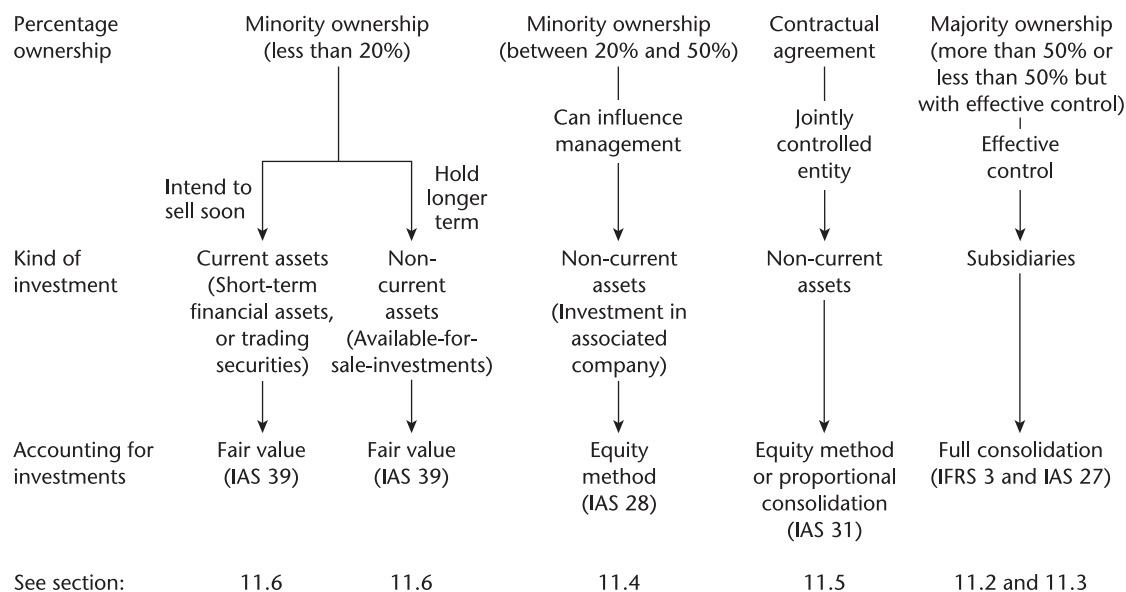 Percentage
ownership
Minority ownership
(less than 20%)
Minority ownership
(between 20% and 50%)
Contractual
agreement
Majority ownership
(more than 50% or
less than 50% but
with effective control)
Intend to
sell soon
Hold
longer
term
Can influence
management
Jointly
controlled
entity
Effective
control
Kind of
investment
Current assets
(Short-term
financial assets,
or trading
securities)
Non-
current
assets
(Available-for-
sale-investments)
Non-current
assets
(Investment in
associated
company)
Non-current
assets
Subsidiaries
Accounting for
investments
Fair value
(IAS 39)
Fair value
(IAS 39)
Equity
method
(IAS 28)
Equity method
or proportional
consolidation
(IAS 31)
Full consolidation
(IFRS 3 and IAS 27)
See section:
11.6
11.6
11.4
11.5
11.2 and 11.3